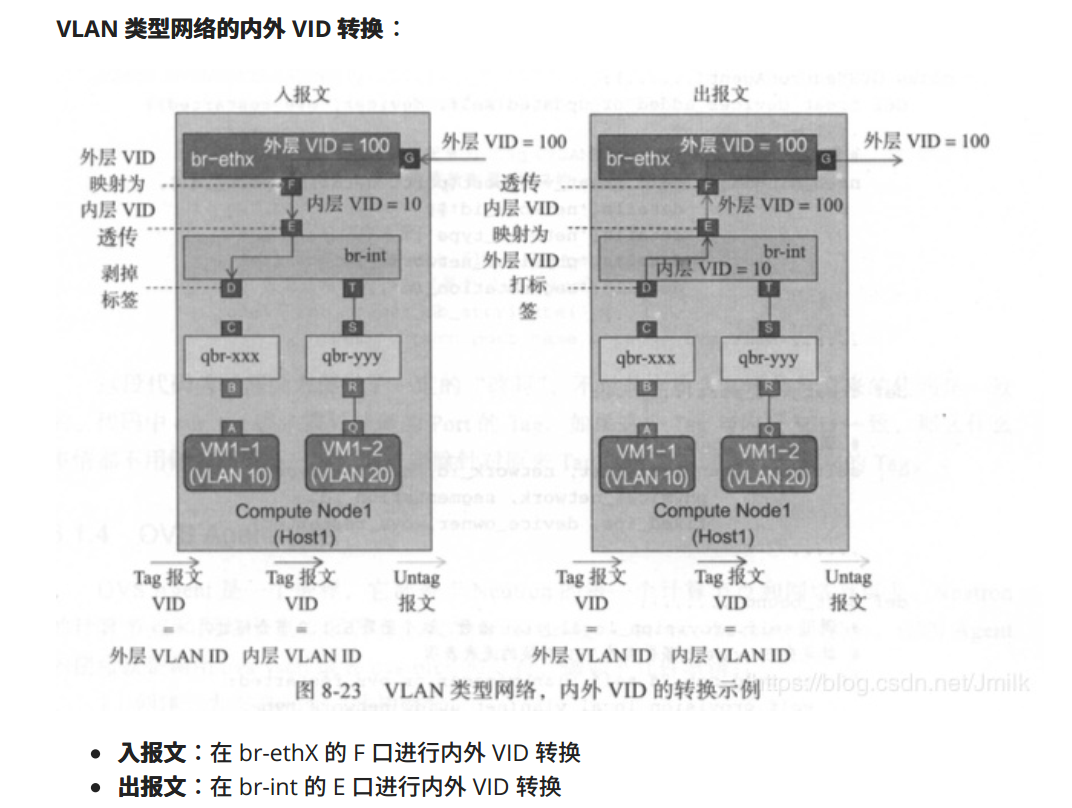 VLAN 类型网络的内外 VID 转换：
入报文
外层 VID = 100
br-ethx
G
外层 VID = 100
外层 VID
映射为
内层 VID
透传
剥掉
标签
F
内层 VID = 10
E
br-int
D
T
C
S
qbr-xxx
qbr-yyy
B
R
A
Q
VM1-1
(VLAN 10)
VM1-2
(VLAN 20)
Compute Node1
(Host1)
Tag 报文
VID
=
外层 VLAN ID
Tag 报文
VID
=
内层 VLAN ID
Untag
报文
出报文
外层 VID = 100
br-ethx
G
外层 VID = 100
透传
内层 VID
映射为
外层 VID
打标
签
F
外层 VID = 100
E
br-int
内层 VID = 10
D
T
C
S
qbr-xxx
qbr-yyy
B
R
A
Q
VM1-1
(VLAN 10)
VM1-2
(VLAN 20)
Compute Node1
(Host1)
Tag 报文
VID
=
外层 VLAN ID
Tag 报文
VID
=
内层 VLAN ID
Untag
报文
图 8-23 VLAN 类型网络，内外 VID 的转换示例
https://blog.csdn.net/Jmilk
入报文：在 br-ethX 的 F 口进行内外 VID 转换
出报文：在 br-int 的 E 口进行内外 VID 转换